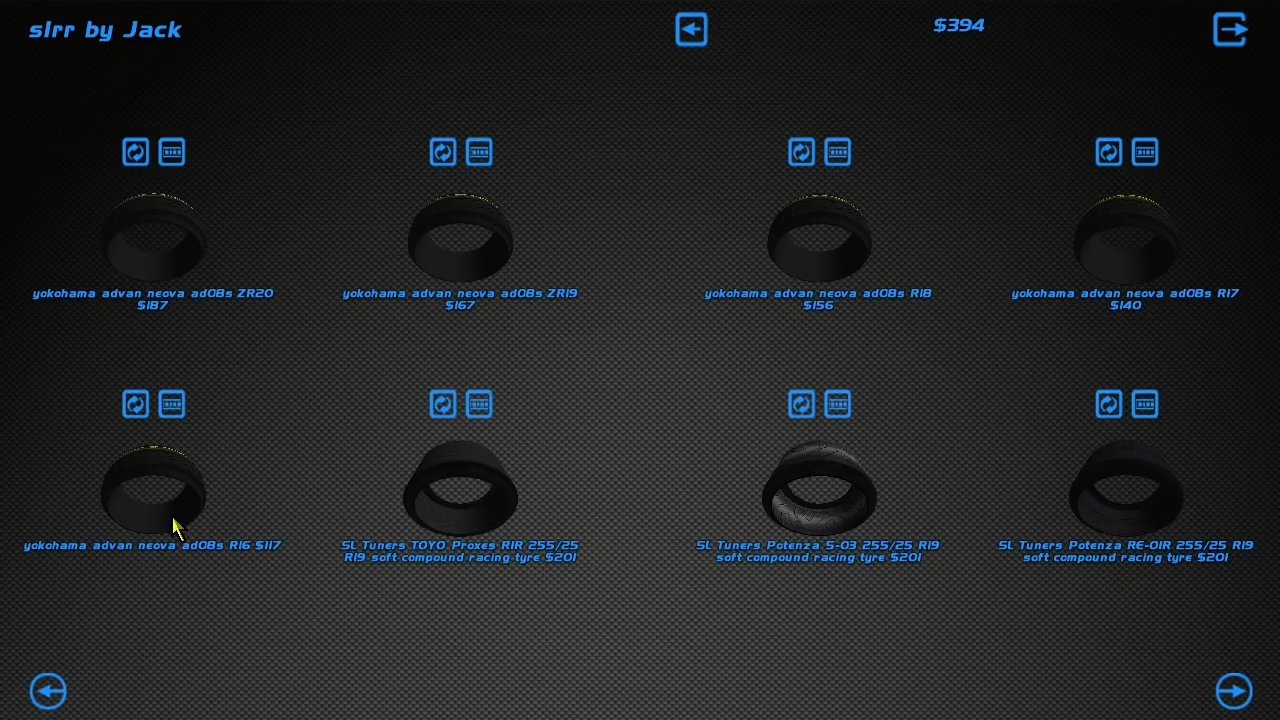 slrr by Jack
$394
yokohama advan neova ad08s ZR20
$187
yokohama advan neova ad08s ZR19
$167
yokohama advan neova ad08s R18
$156
yokohama advan neova ad08s R17
$140
yokohama advan neova ad08s R16 $117
SL Tuners TOYO Proxes R1R 255/25
R19 soft compound racing tyre $201
SL Tuners Potenza S-03 255/25 R19
soft compound racing tyre $201
SL Tuners Potenza RE-01R 255/25 R19
soft compound racing tyre $201